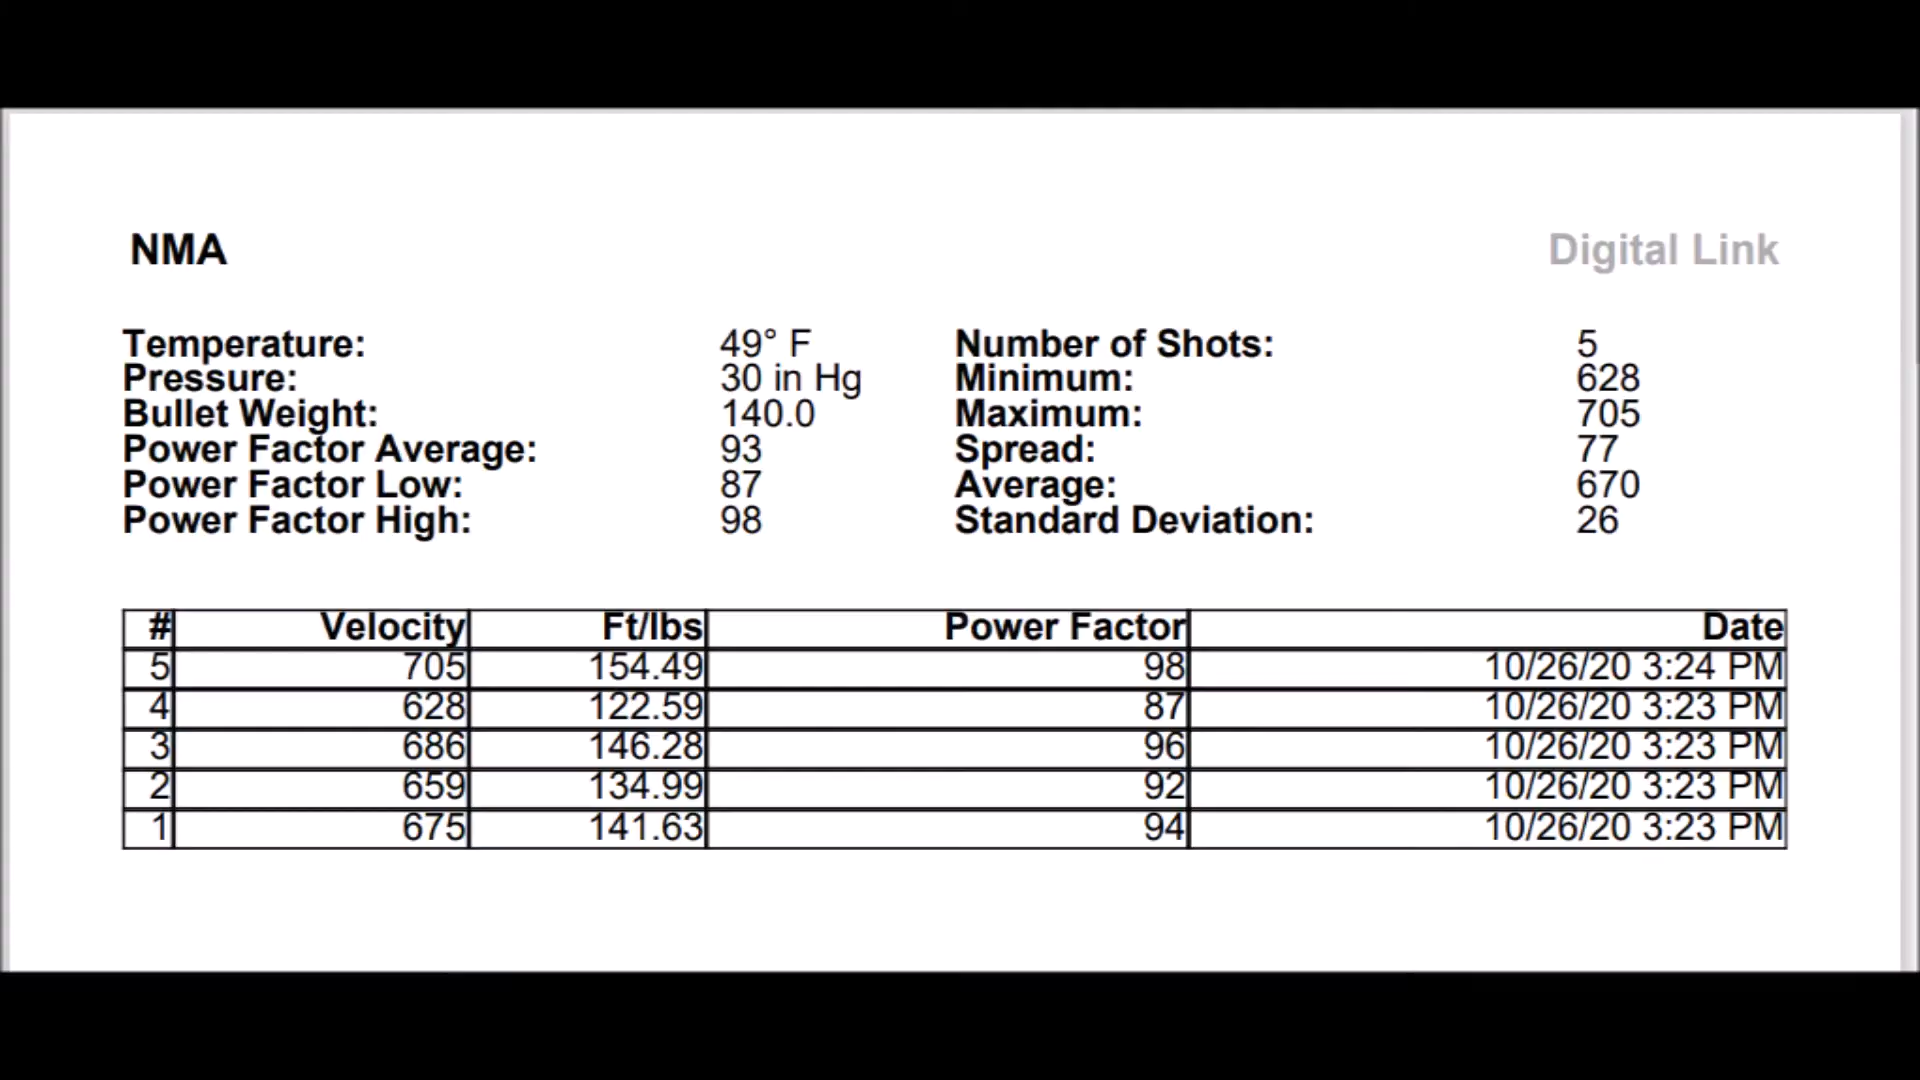 NMA Digital Link
Temperature: 49° F Number of Shots: 5
Pressure: 30 in Hg Minimum: 628
Bullet Weight: 140.0 Maximum: 705
Power Factor Average: 93 Spread: 77
Power Factor Low: 87 Average: 670
Power Factor High: 98 Standard Deviation: 26
# Velocity Ft/lbs Power Factor Date
5 705 154.49 98 10/26/20 3:24 PM
4 628 122.59 87 10/26/20 3:23 PM
3 686 146.28 96 10/26/20 3:23 PM
2 659 134.99 92 10/26/20 3:23 PM
1 675 141.63 94 10/26/20 3:23 PM